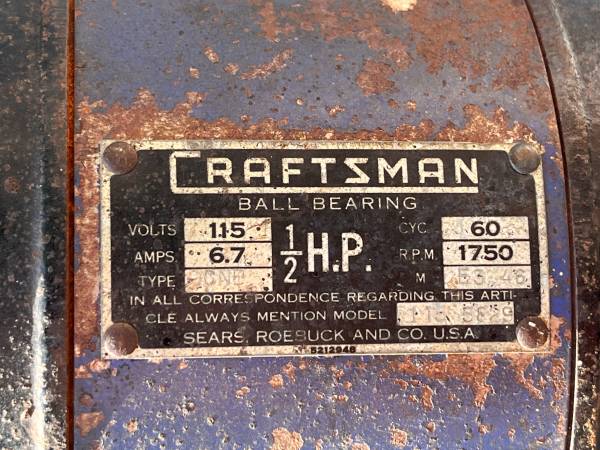 CRAFTSMAN
BALL BEARING
VOLTS 115 CYC 60
AMPS 6.7 1/2 H.P. R.P.M. 1750
TYPE M
IN ALL CORRESPONDENCE REGARDING THIS ARTI-
CLE ALWAYS MENTION MODEL
SEARS, ROEBUCK AND CO. U.S.A.